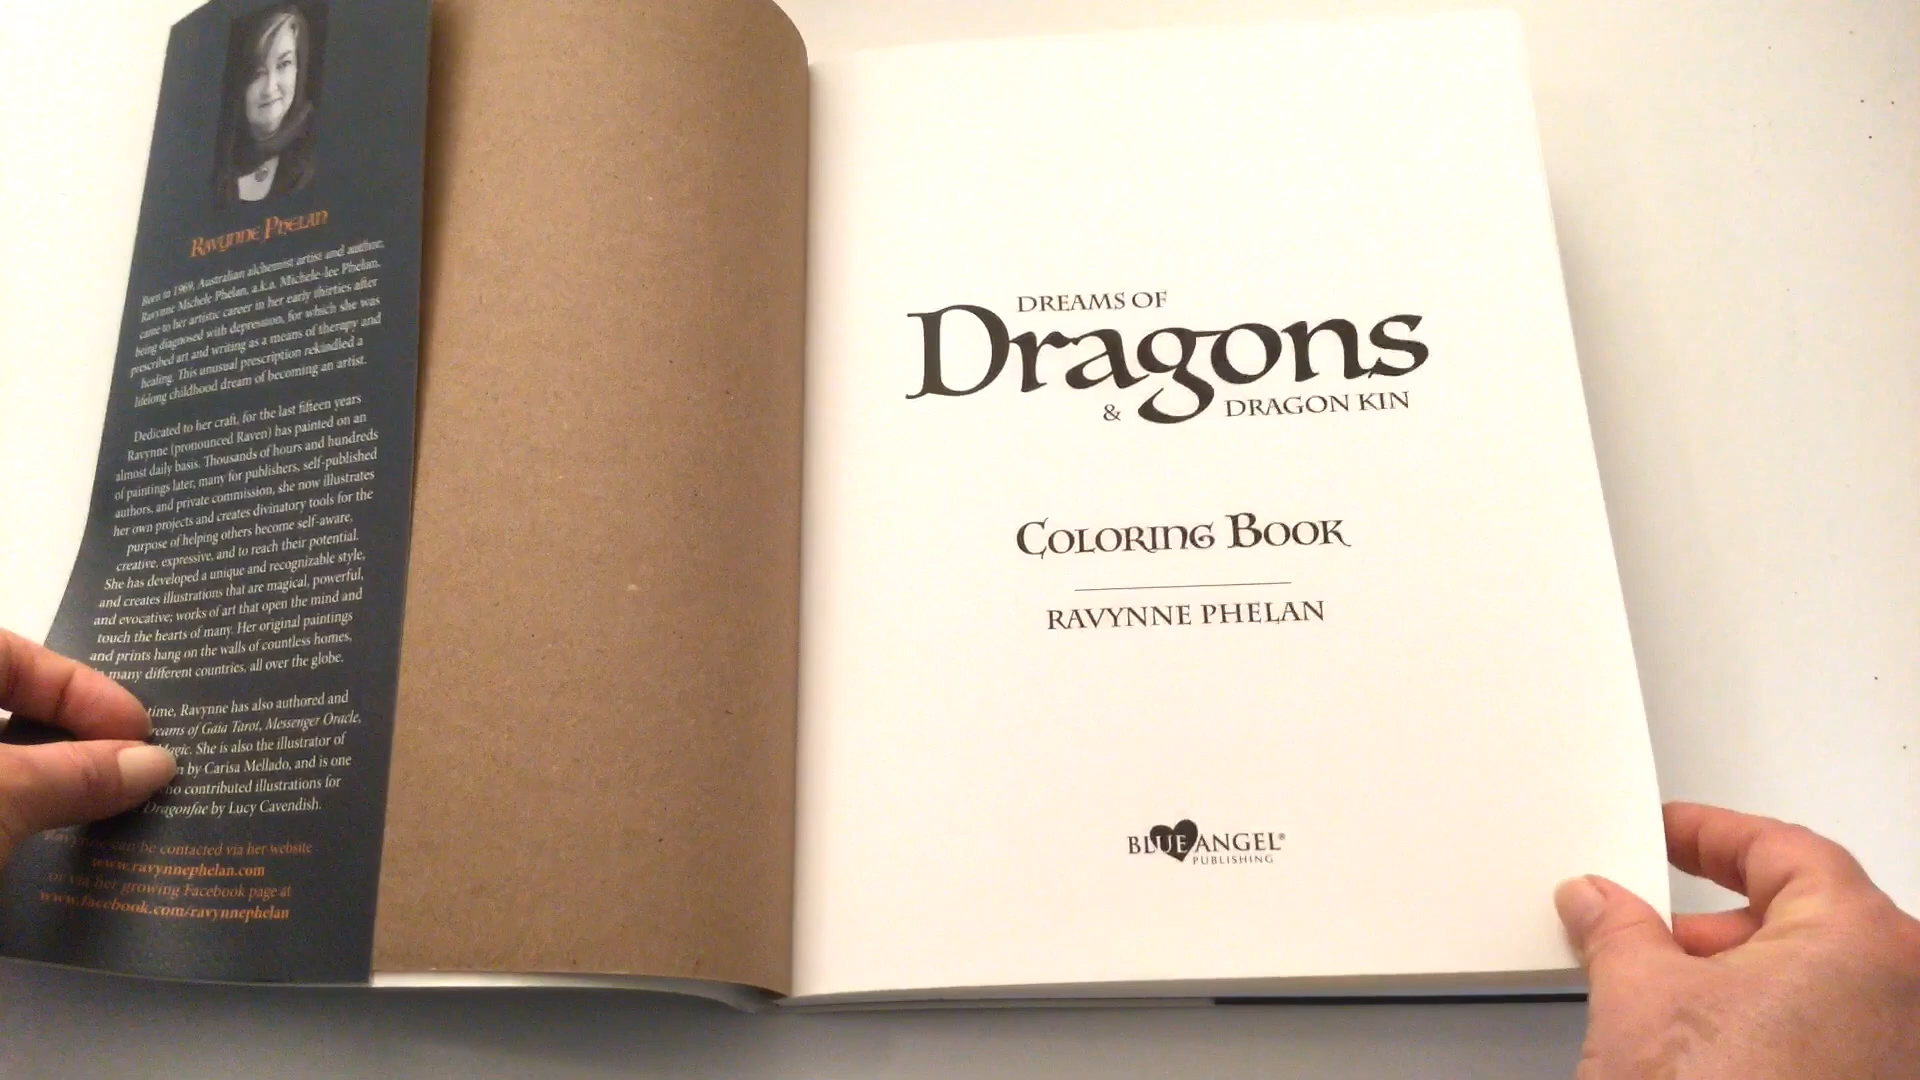 Ravynne Phelan
Born in 1969, Australian alchemist artist and author,
Ravynne Michele Phelan, a.k.a. Michele-lee Phelan,
came to her artistic career in her early thirties after
being diagnosed with depression, for which she was
prescribed art and writing as a means of therapy and
healing. This unusual prescription rekindled a
lifelong childhood dream of becoming an artist.
Dedicated to her craft, for the last fifteen years
Ravynne (pronounced Raven) has painted on an
almost daily basis. Thousands of hours and hundreds
of paintings later, many for publishers, self-published
authors, and private commission, she now illustrates
her own projects and creates divinatory tools for the
purpose of helping others become self-aware,
creative, expressive, and to reach their potential.
She has developed a unique and recognizable style,
and creates illustrations that are magical, powerful,
and evocative; works of art that open the mind and
touch the hearts of many. Her original paintings
and prints hang on the walls of countless homes,
many different countries, all over the globe.
time, Ravynne has also authored and
reams of Gaia Tarot, Messenger Oracle,
Magic. She is also the illustrator of
n by Carisa Mellado, and is one
ho contributed illustrations for
Dragonfae by Lucy Cavendish.
Ravynne can be contacted via her website
www.ravynnephelan.com
or via her growing Facebook page at
www.facebook.com/ravynnephelan
DREAMS OF
Dragons
& DRAGON KIN
COLORING BOOK
RAVYNNE PHELAN
BLUE ANGEL®
PUBLISHING